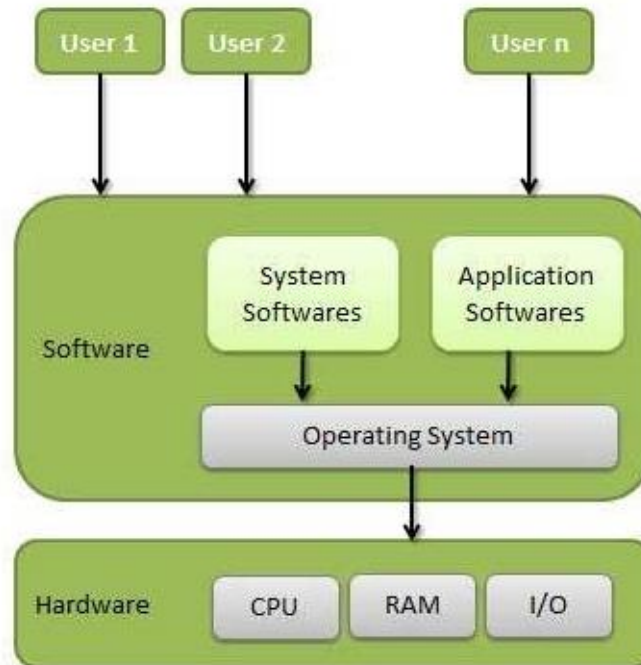 User 1
User 2
User n
System
Softwares
Application
Softwares
Software
Operating System
Hardware
CPU
RAM
I/O